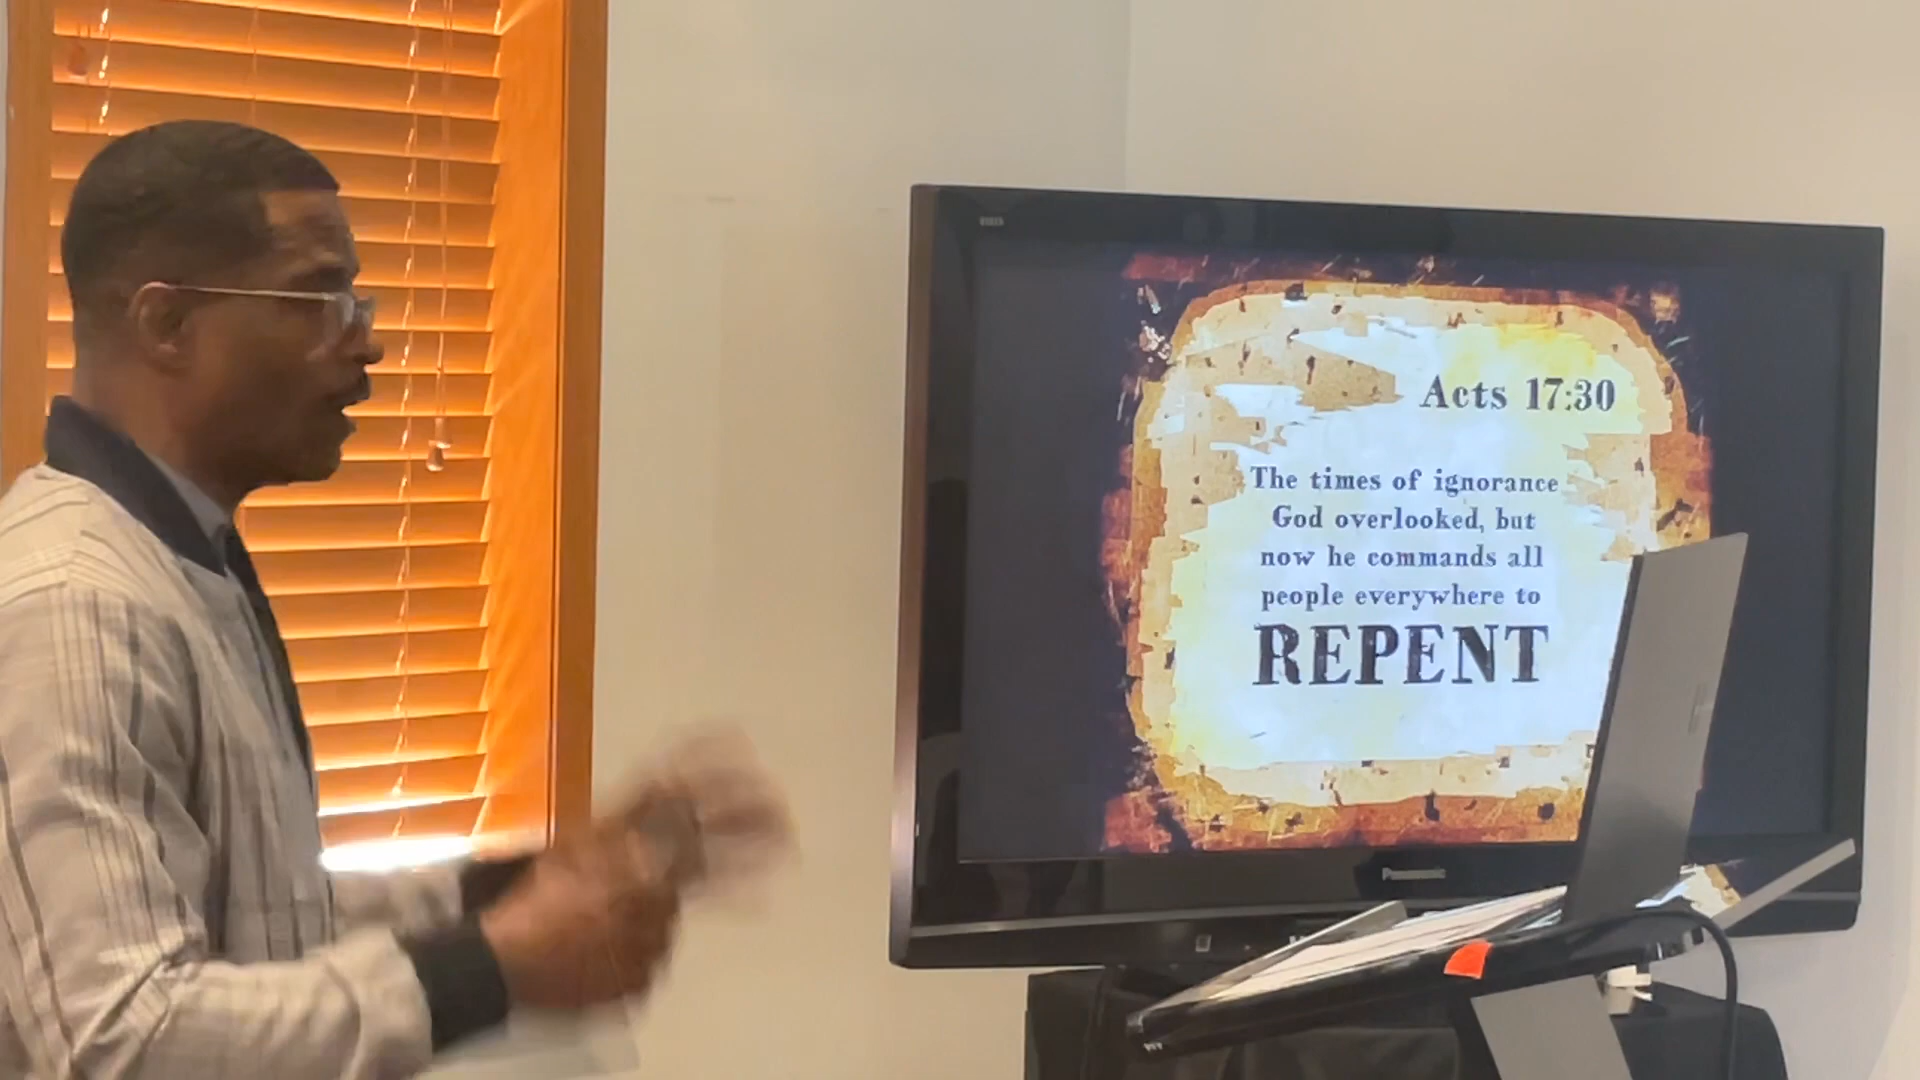 Acts 17:30
The times of ignorance
God overlooked, but
now he commands all
people everywhere to
REPENT
Panasonic